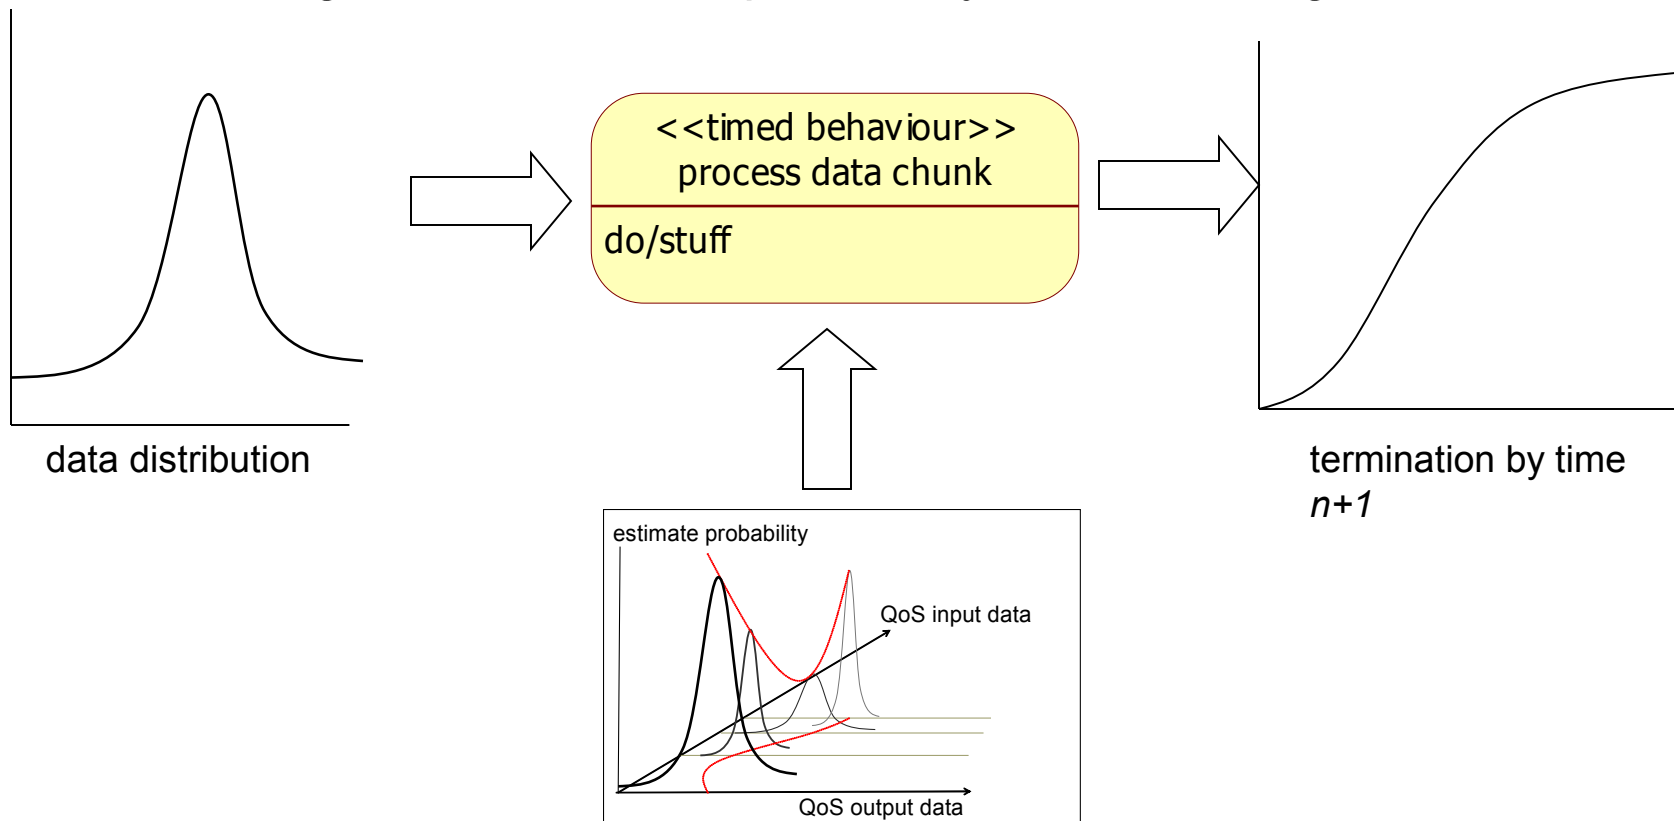 <<timed behaviour>>
process data chunk
do/stuff
data distribution
termination by time
n+1
estimate probability
QoS input data
QoS output data